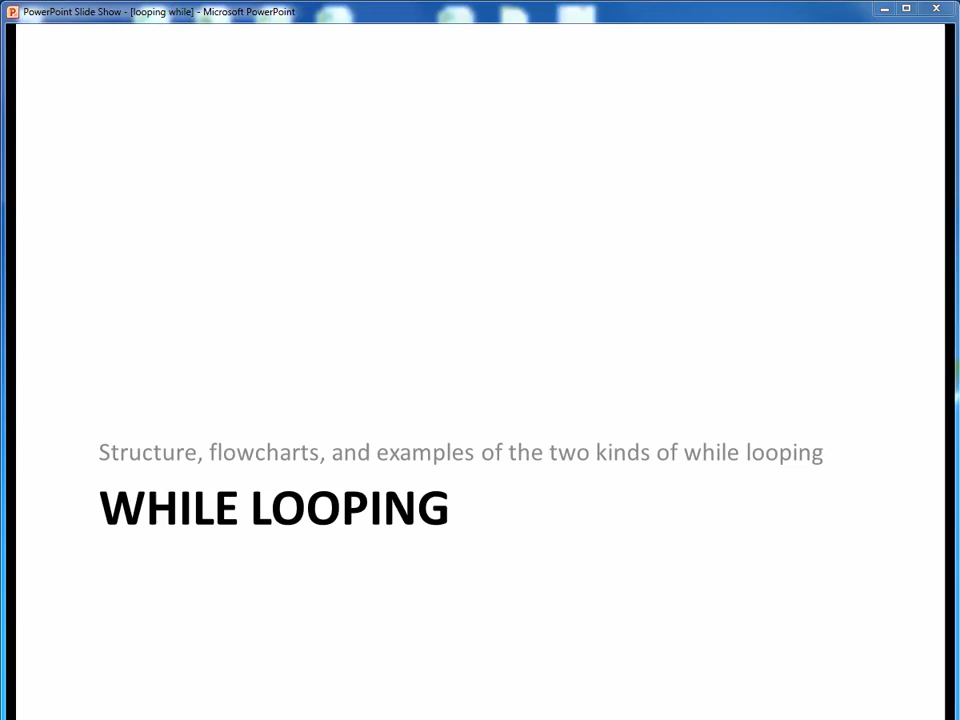 PowerPoint Slide Show - [looping while] - Microsoft PowerPoint
Structure, flowcharts, and examples of the two kinds of while looping
WHILE LOOPING